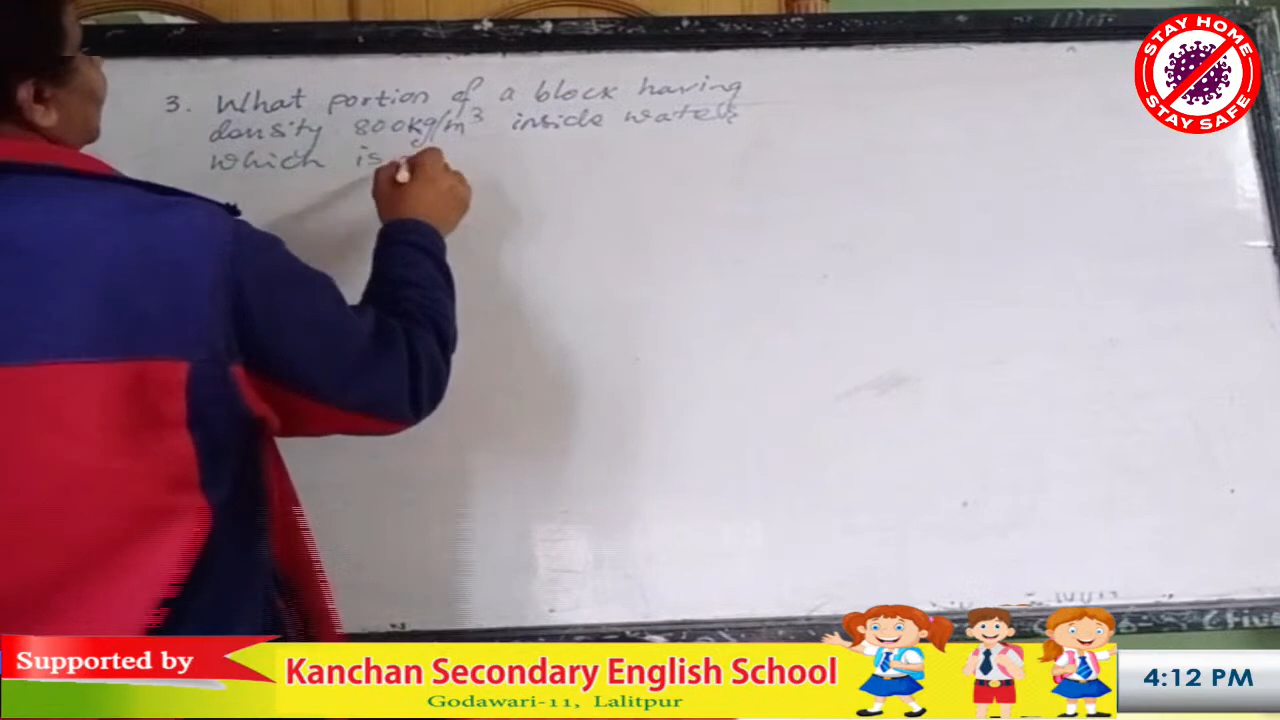 STAY HOME
STAY SAFE
3. What portion of a block having
density 800kg/m³ inside water
which is
Supported by
Kanchan Secondary English School
Godawari-11, Lalitpur
4:12 PM